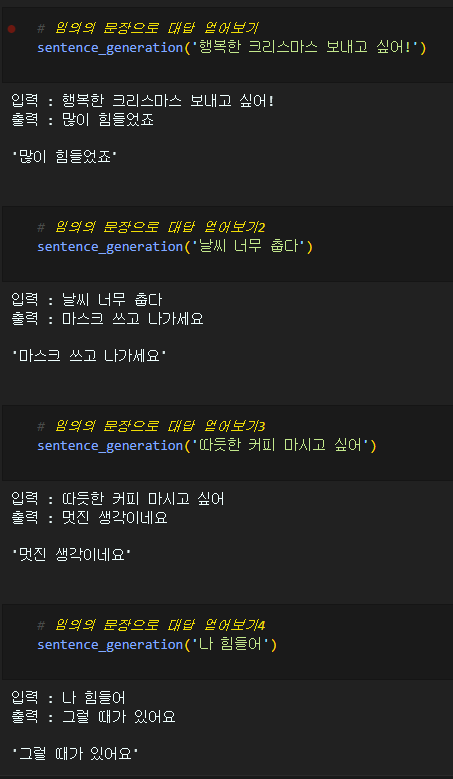 # 임의의 문장으로 대답 얻어보기
sentence_generation('행복한 크리스마스 보내고 싶어!')
입력 : 행복한 크리스마스 보내고 싶어!
출력 : 많이 힘들었죠
'많이 힘들었죠'
# 임의의 문장으로 대답 얻어보기2
sentence_generation('날씨 너무 춥다')
입력 : 날씨 너무 춥다
출력 : 마스크 쓰고 나가세요
'마스크 쓰고 나가세요'
# 임의의 문장으로 대답 얻어보기3
sentence_generation('따듯한 커피 마시고 싶어')
입력 : 따듯한 커피 마시고 싶어
출력 : 멋진 생각이네요
'멋진 생각이네요'
# 임의의 문장으로 대답 얻어보기4
sentence_generation('나 힘들어')
입력 : 나 힘들어
출력 : 그럴 때가 있어요
'그럴 때가 있어요'